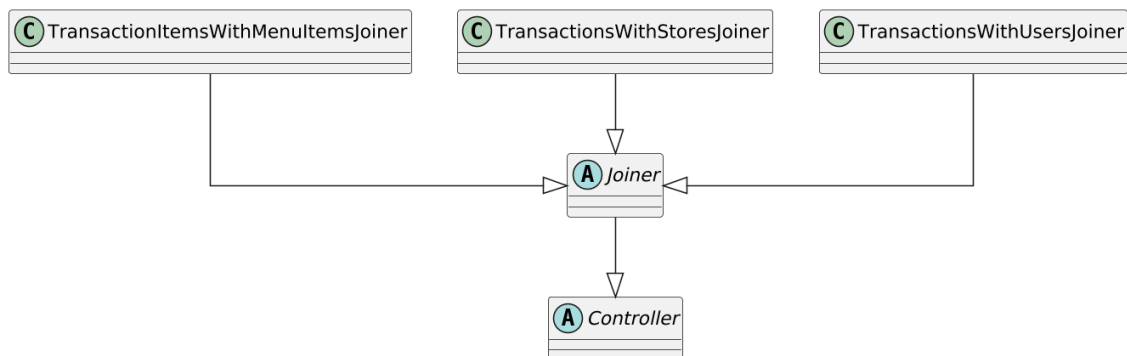 C TransactionItemsWithMenuItemsJoiner
C TransactionsWithStoresJoiner
C TransactionsWithUsersJoiner
A Joiner
A Controller